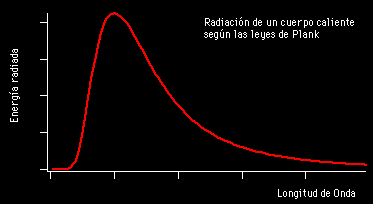 Radiación de un cuerpo caliente
según las leyes de Plank
Energía radiada
Longitud de Onda